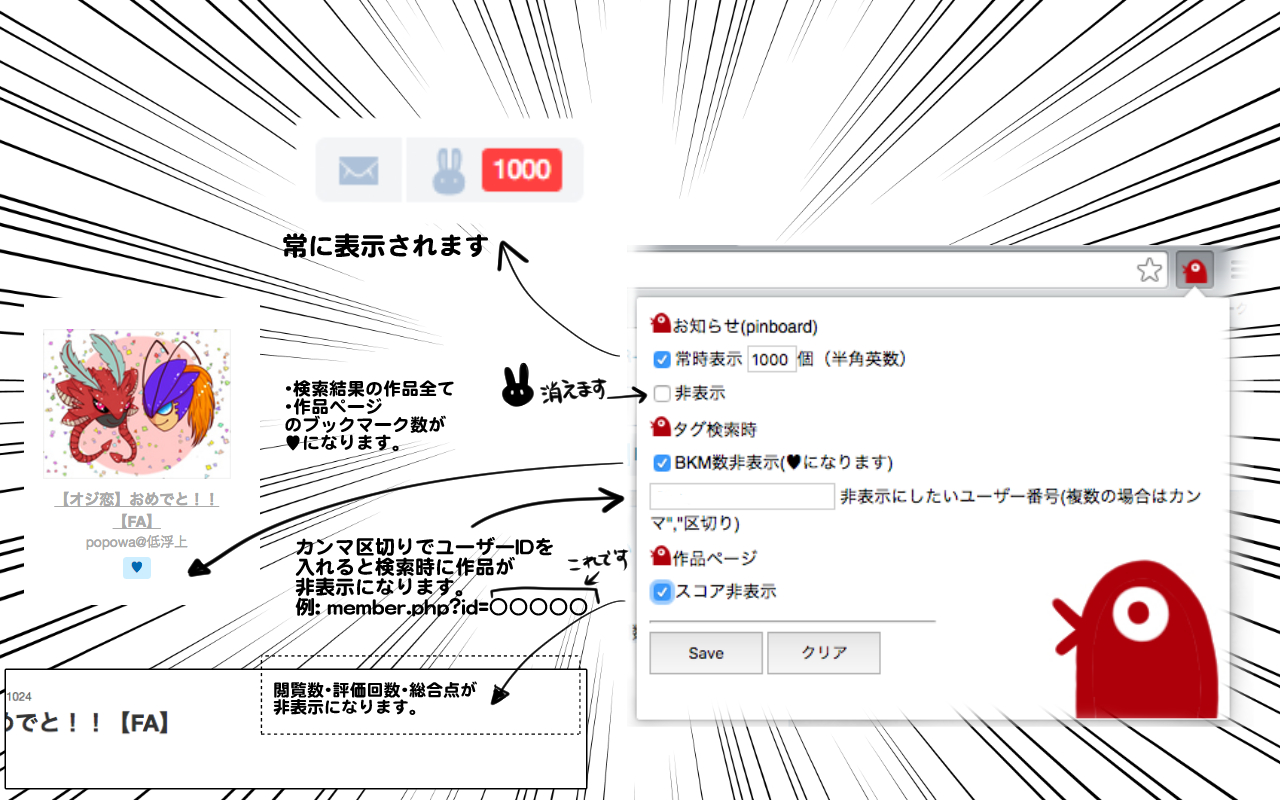 1000
常に表示されます
お知らせ(pinboard)
常時表示 1000 個（半角英数）
消えます
非表示
・検索結果の作品全て
・作品ページ
のブックマーク数が
♥になります。
タグ検索時
BKM数非表示(♥になります)
非表示にしたいユーザー番号(複数の場合はカン
マ","区切り)
【オジ恋】おめでと！！
【FA】
popowa@低浮上
カンマ区切りでユーザーIDを
入れると検索時に作品が
非表示になります。
例: member.php?id=○○○○○
これです
作品ページ
スコア非表示
Save
クリア
閲覧数・評価回数・総合点が
非表示になります。
1024
めでと！！【FA】